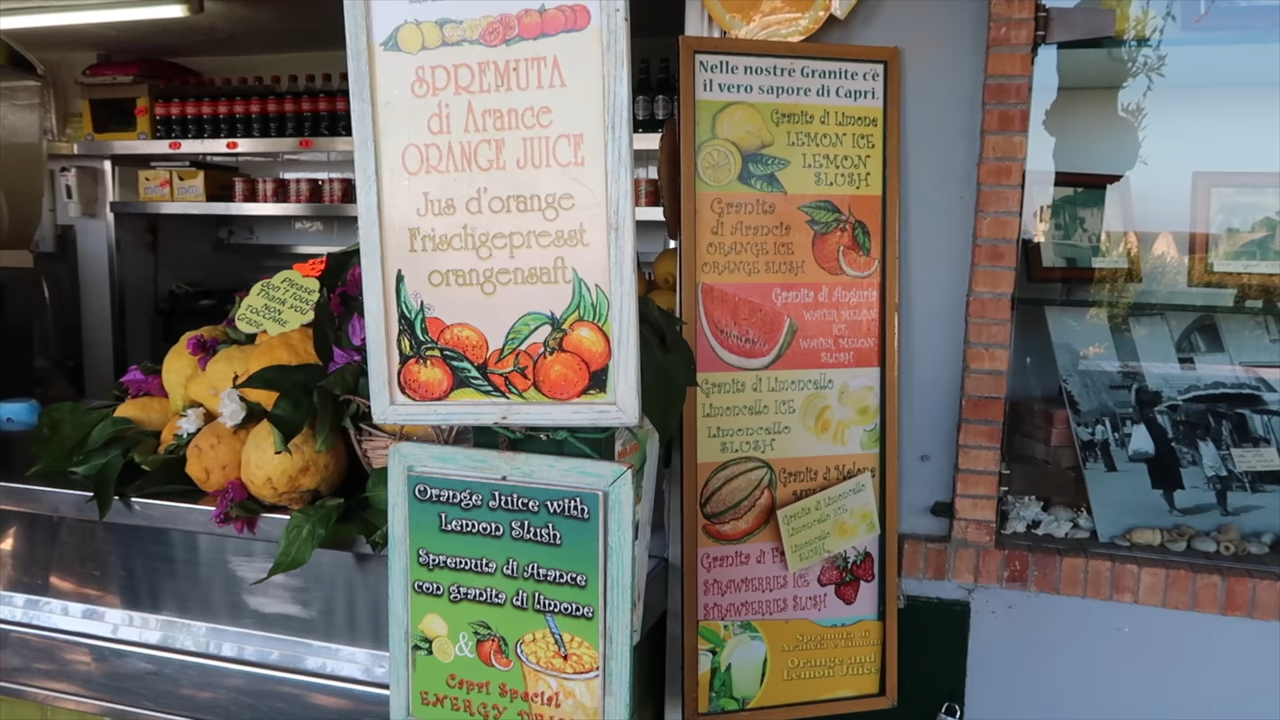 SPREMUTA
di Arance
ORANGE JUICE
Jus d'orange
Frischgepresst
orangensaft
Please
don't touch
Thank you
NON
TOCCARE
Grazie
Orange Juice with
Lemon Slush
Spremuta di Arance
con granita di limone
&
Capri Special
ENERGY
Nelle nostre Granite c'è
il vero sapore di Capri.
Granita di Limone
LEMON ICE
LEMON
SLUSH
Granita
di Arancia
ORANGE ICE
ORANGE SLUSH
Granita di Anguria
WATER MELON
ICE
WATER MELON
SLUSH
Granita di Limoncello
Limoncello ICE
Limoncello
SLUSH
Granita di Melone
Granita di Limoncello
Limoncello ICE
Limoncello
SLUSH
Granita di
STRAWBERRIES ICE
STRAWBERRIES SLUSH
Spremuta di
Arancia e Limone
Orange and
Lemon Juice